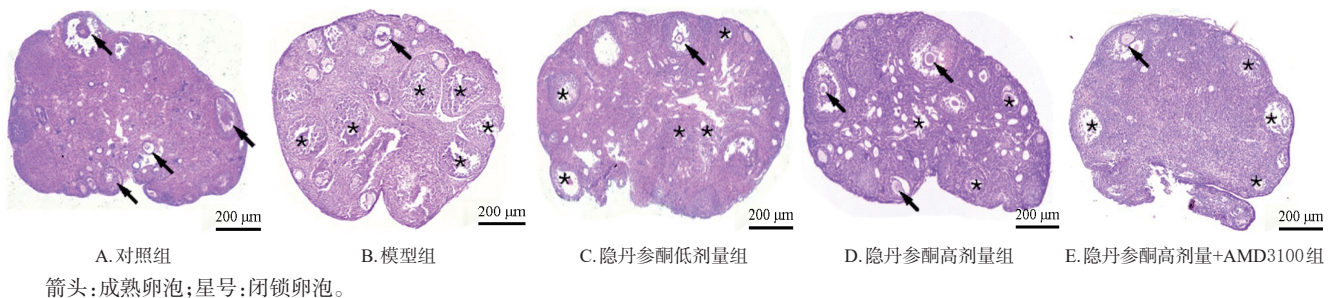 200 μm
200 μm
200 μm
200 μm
200 μm
A.对照组
B.模型组
C.隐丹参酮低剂量组
D.隐丹参酮高剂量组
E.隐丹参酮高剂量+AMD3100组
箭头:成熟卵泡;星号:闭锁卵泡。